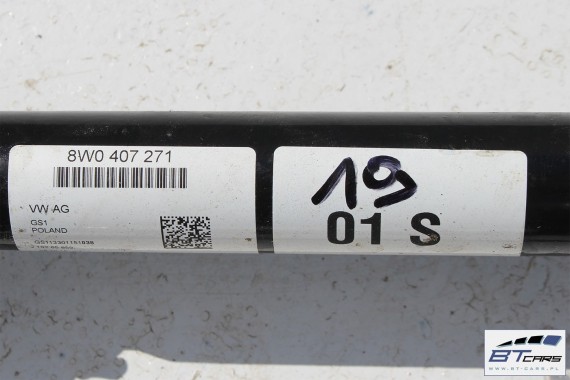 8W0 407 271
VW AG
GS1
POLAND
19
01 S
BT CARS
WWW.BT-CARS.PL